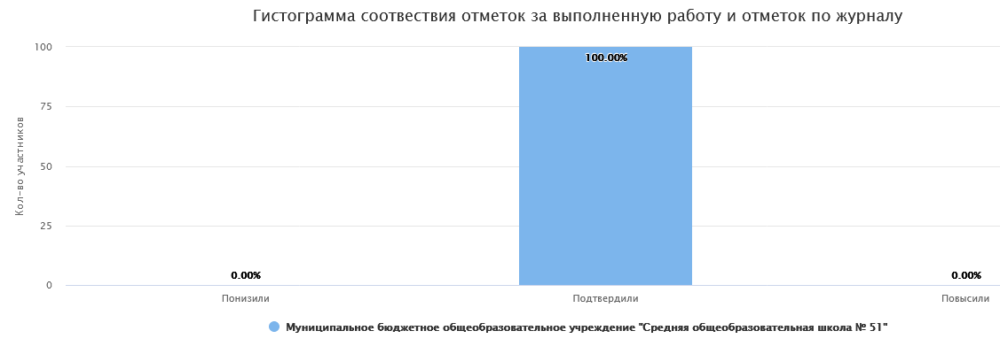 Гистограмма соотвествия отметок за выполненную работу и отметок по журналу
Кол-во участников
100
75
50
25
0
0.00%
100.00%
0.00%
Понизили
Подтвердили
Повысили
Муниципальное бюджетное общеобразовательное учреждение "Средняя общеобразовательная школа № 51"